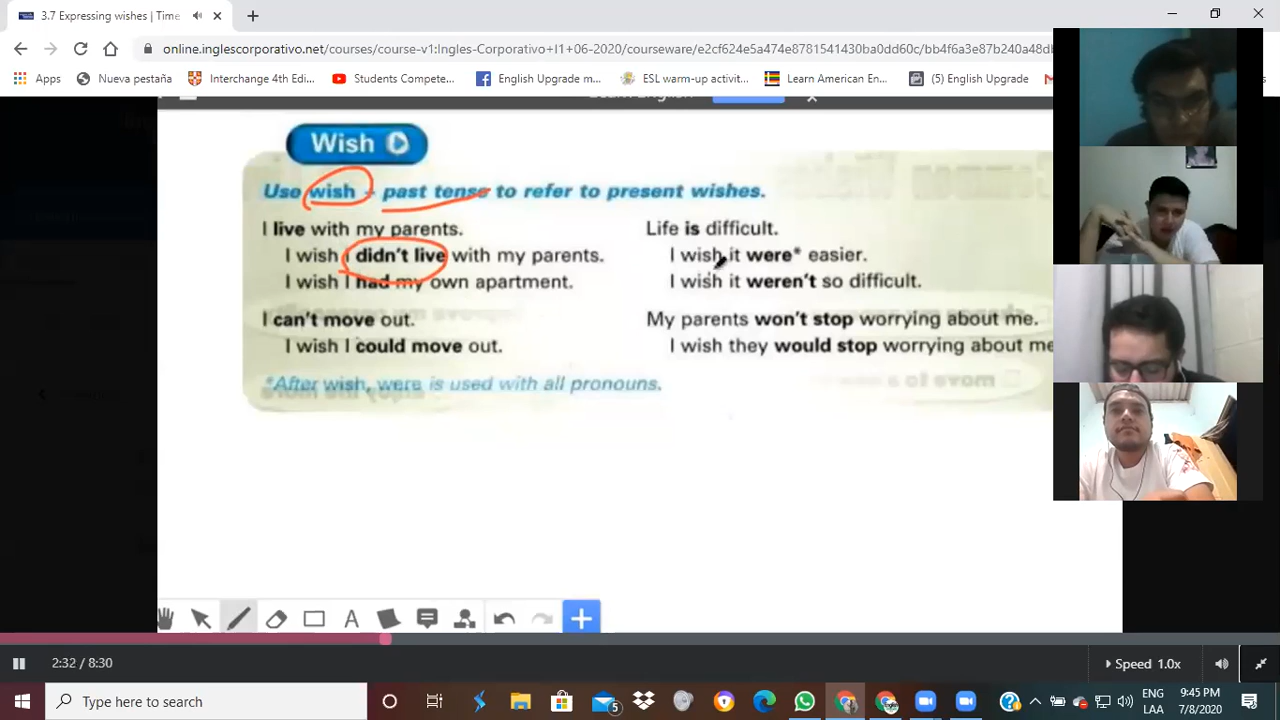 3.7 Expressing wishes | Time
online.inglescorporativo.net/courses/course-v1:Ingles-Corporativo+I1+06-2020/courseware/e2cf624e5a474e8781541430ba0dd60c/bb4f6a3e87b240a48db
Apps
Nueva pestaña
Interchange 4th Edi...
Students Compete...
English Upgrade m...
ESL warm-up activit...
Learn American En...
(5) English Upgrade
Wish
Use wish + past tense to refer to present wishes.
I live with my parents.
I wish I didn't live with my parents.
I wish I had my own apartment.
I can't move out.
I wish I could move out.
Life is difficult.
I wish it were* easier.
I wish it weren't so difficult.
My parents won't stop worrying about me.
I wish they would stop worrying about me
*After wish, were is used with all pronouns.
A
2:32 / 8:30
Speed 1.0x
Type here to search
5
ENG
LAA
9:45 PM
7/8/2020